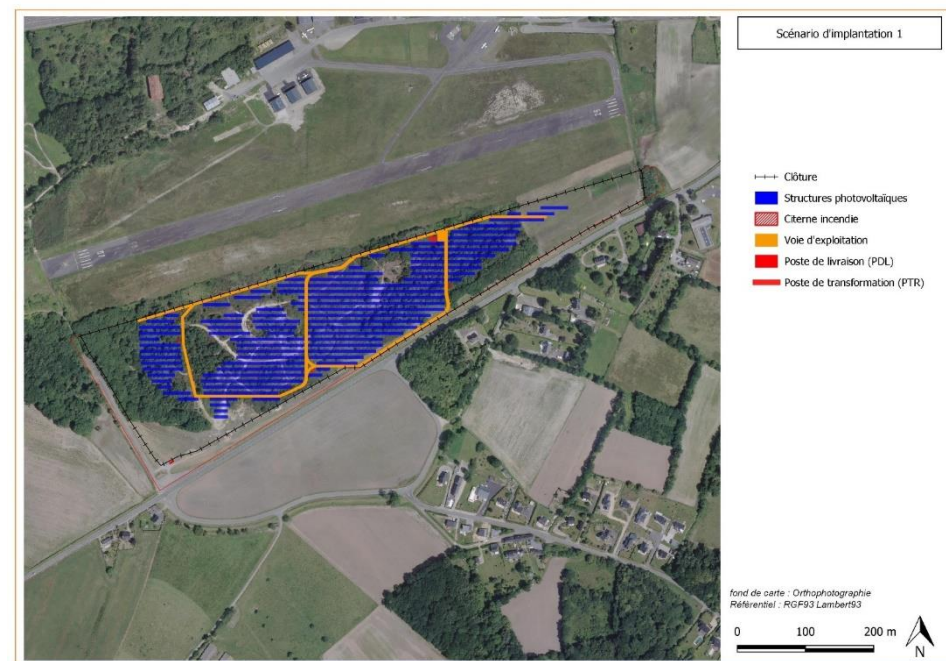 Scénario d'implantation 1
Clôture
Structures photovoltaïques
Citerne incendie
Voie d'exploitation
Poste de livraison (PDL)
Poste de transformation (PTR)
fond de carte : Orthophotographie
Référentiel : RGF93 Lambert93
0 100 200 m
N